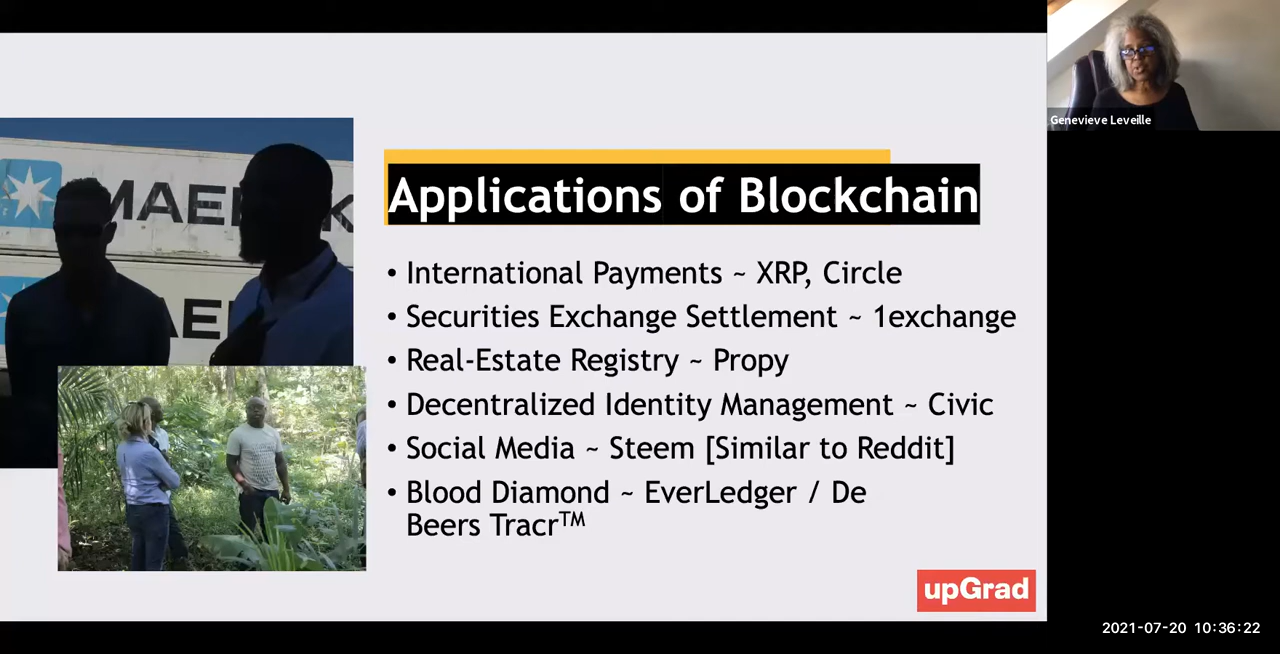 MAERSK
MAE
Applications of Blockchain
• International Payments ~ XRP, Circle
• Securities Exchange Settlement ~ 1exchange
• Real-Estate Registry ~ Propy
• Decentralized Identity Management ~ Civic
• Social Media ~ Steem [Similar to Reddit]
• Blood Diamond ~ EverLedger / De
Beers Tracr™
upGrad
Genevieve Leveille
2021-07-20 10:36:22